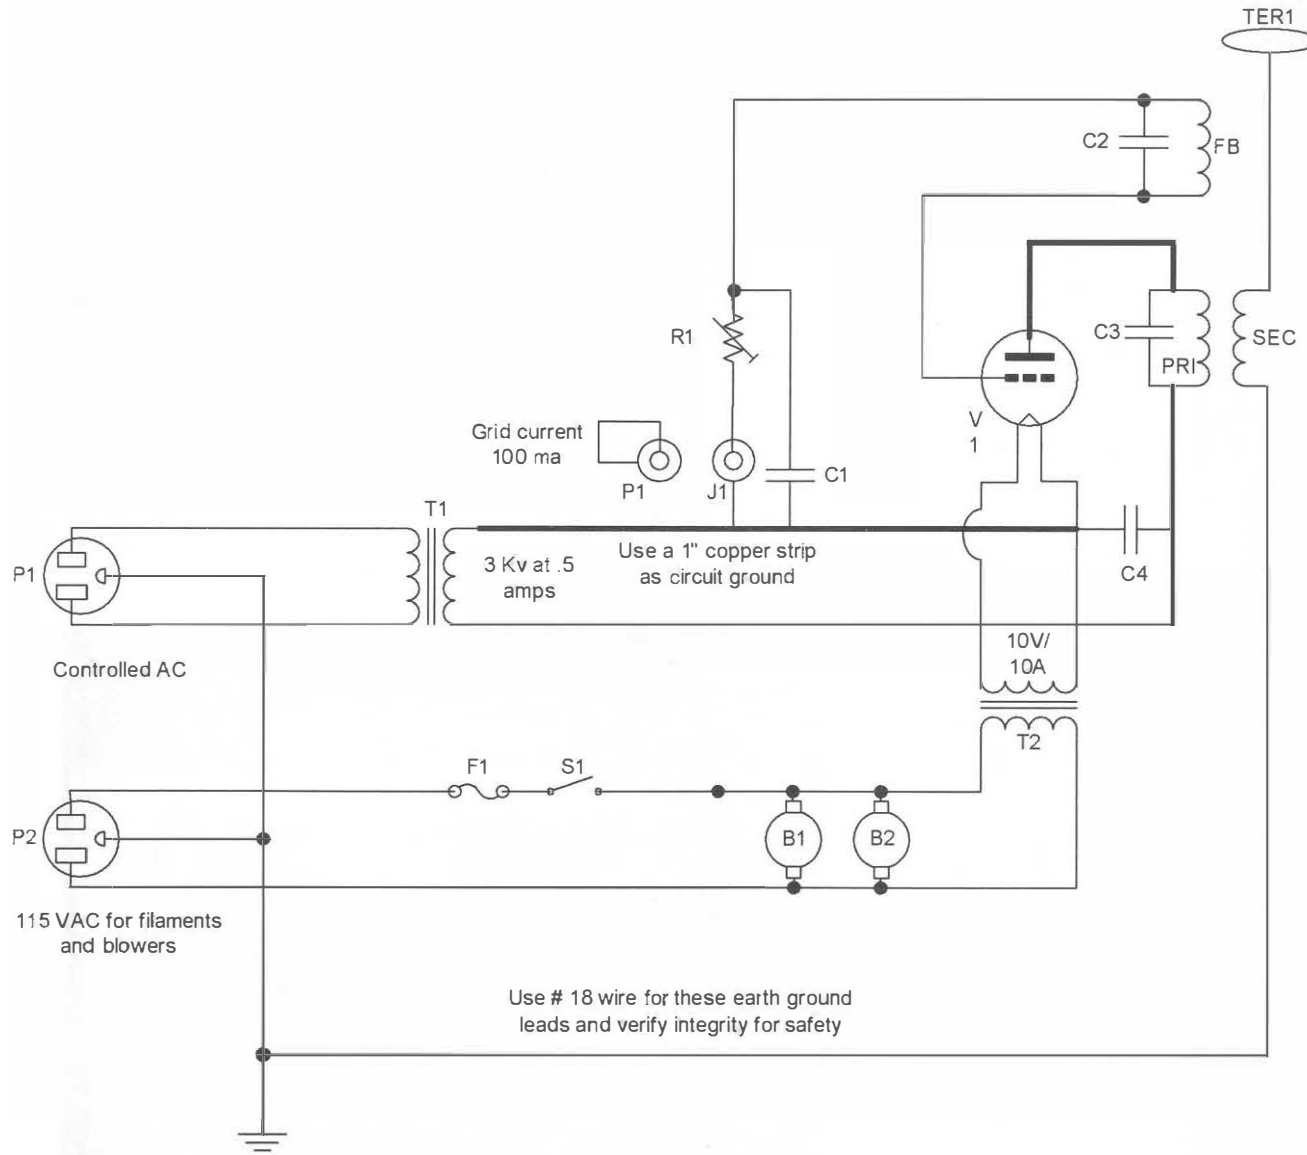 TER1
C2
FB
R1
C3
PRI
SEC
V
1
Grid current
100 ma
P1
J1
C1
T1
3 Kv at .5
amps
Use a 1" copper strip
as circuit ground
C4
P1
Controlled AC
10V/
10A
T2
F1
S1
P2
B1
B2
115 VAC for filaments
and blowers
Use # 18 wire for these earth ground
leads and verify integrity for safety